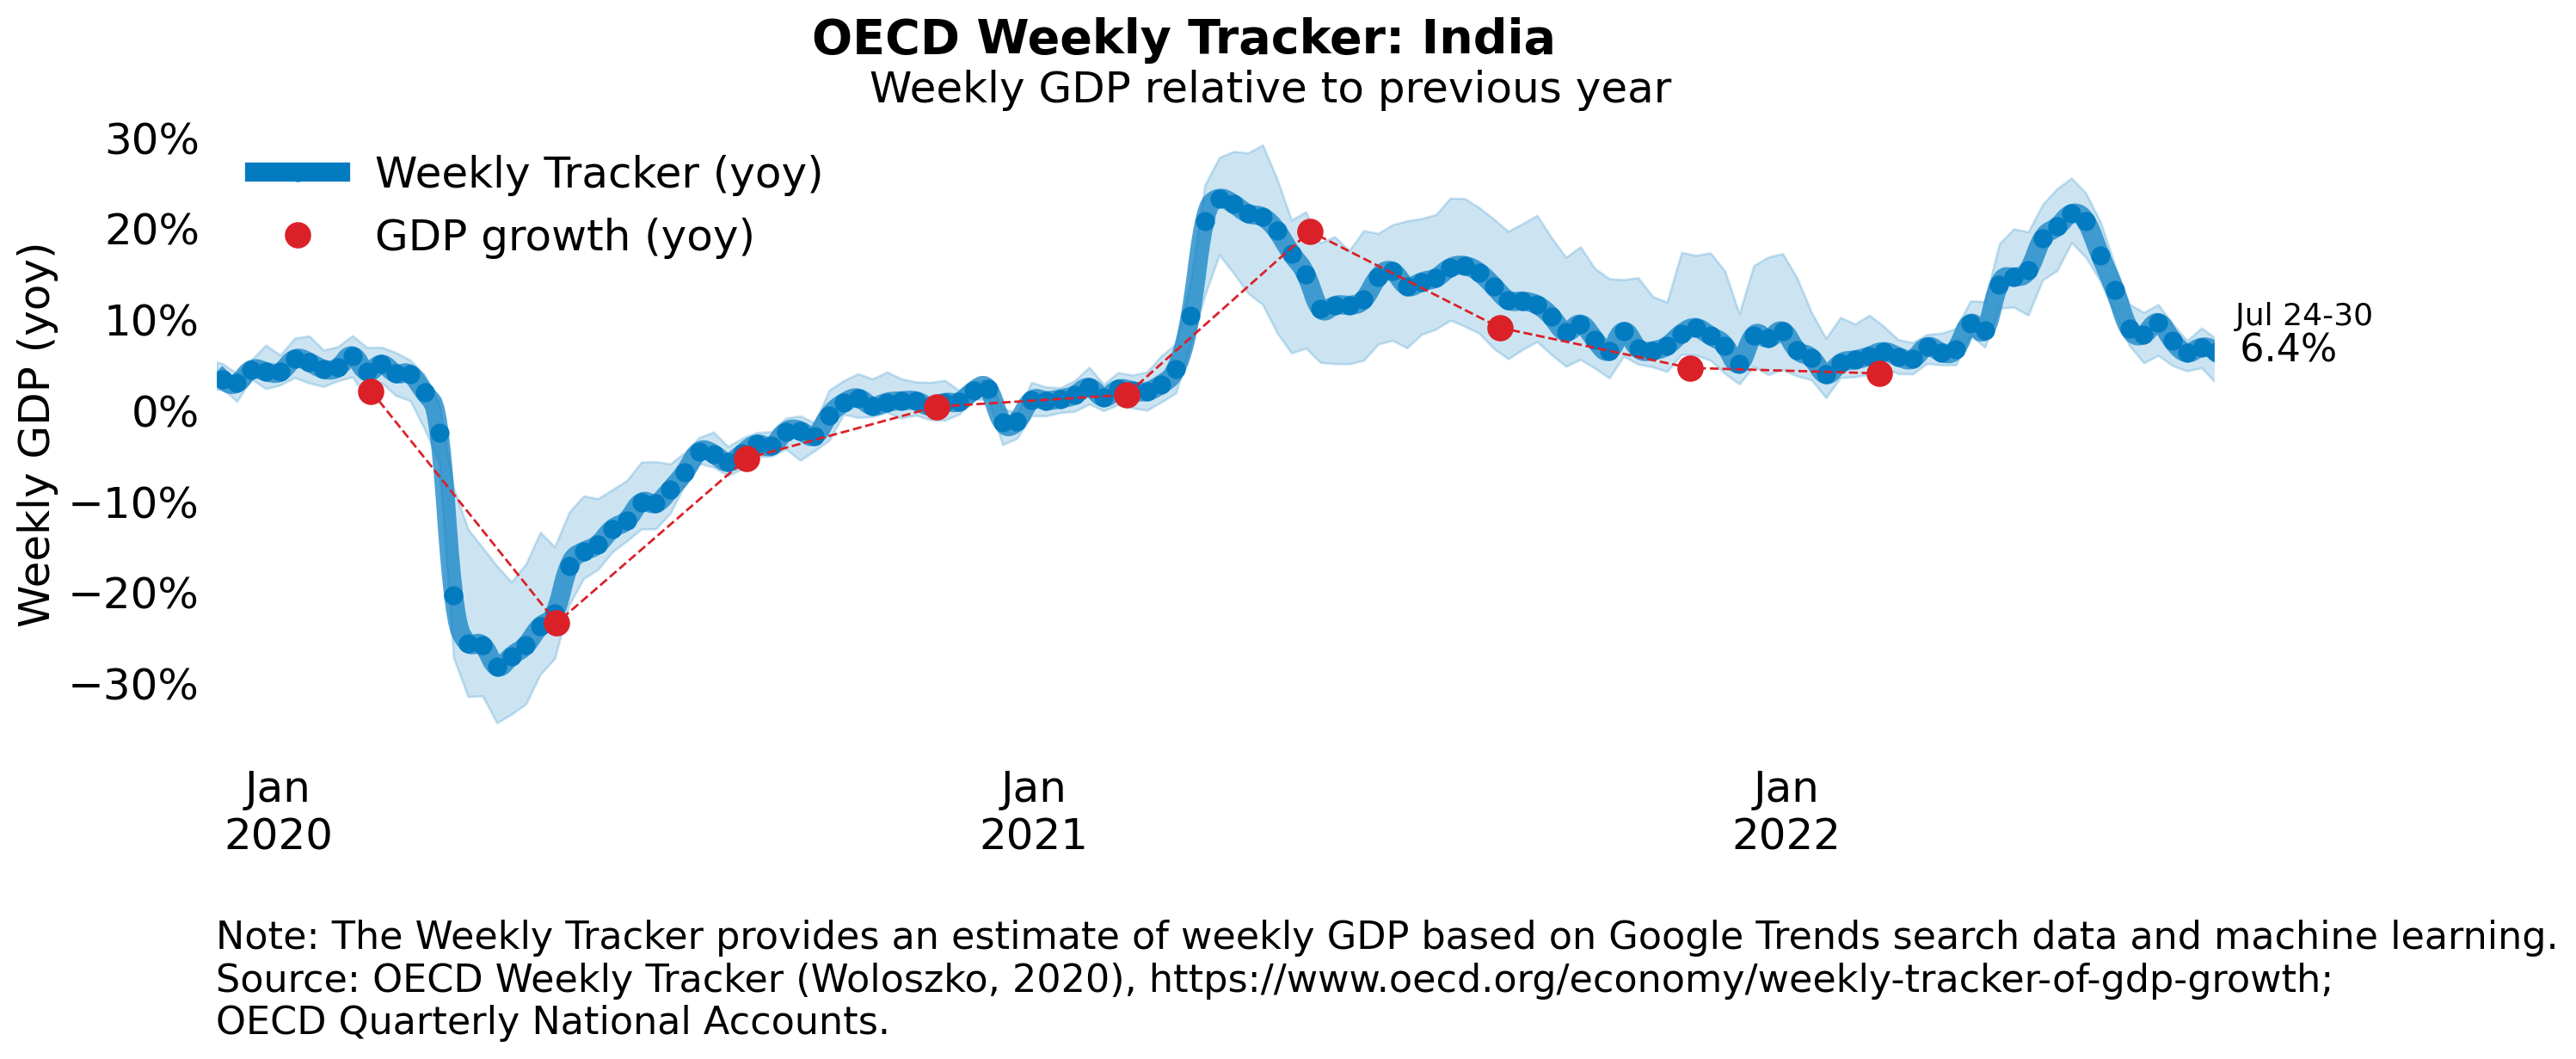 OECD Weekly Tracker: India
Weekly GDP relative to previous year
Weekly GDP (yoy)
30%
20%
10%
0%
−10%
−20%
−30%
Weekly Tracker (yoy)
GDP growth (yoy)
Jul 24-30
6.4%
Jan
2020
Jan
2021
Jan
2022
Note: The Weekly Tracker provides an estimate of weekly GDP based on Google Trends search data and machine learning.
Source: OECD Weekly Tracker (Woloszko, 2020), https://www.oecd.org/economy/weekly-tracker-of-gdp-growth;
OECD Quarterly National Accounts.